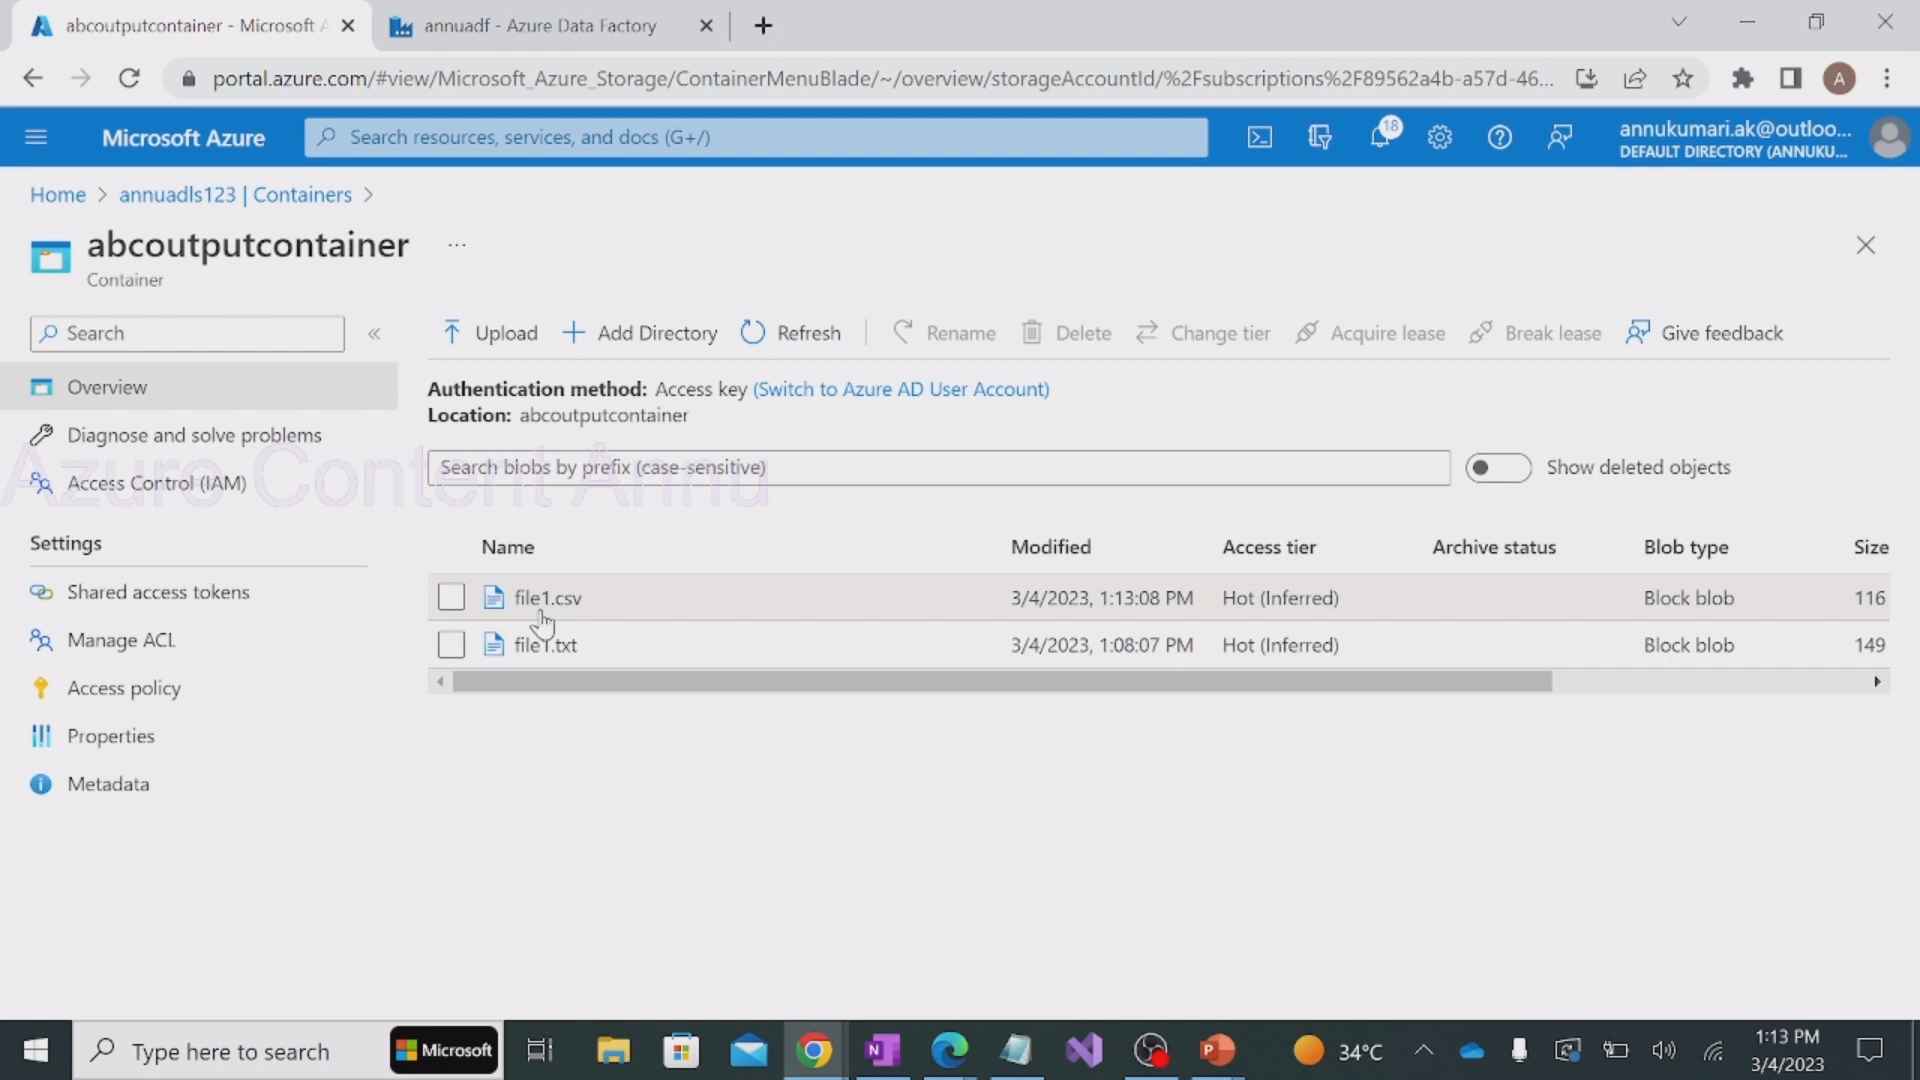 abcoutputcontainer - Microsoft A
annuadf - Azure Data Factory
portal.azure.com/#view/Microsoft_Azure_Storage/ContainerMenuBlade/~/overview/storageAccountId/%2Fsubscriptions%2F89562a4b-a57d-46...
A
Microsoft Azure
Search resources, services, and docs (G+/)
18
annukumari.ak@outloo...
DEFAULT DIRECTORY (ANNUKU...
Home > annuadls123 | Containers >
abcoutputcontainer ...
Container
Search
«
Upload
Add Directory
Refresh
Rename
Delete
Change tier
Acquire lease
Break lease
Give feedback
Overview
Diagnose and solve problems
Access Control (IAM)
Settings
Shared access tokens
Manage ACL
Access policy
Properties
Metadata
Authentication method: Access key (Switch to Azure AD User Account)
Location: abcoutputcontainer
Search blobs by prefix (case-sensitive)
Show deleted objects
Azure Content Annu
Name Modified Access tier Archive status Blob type Size
file1.csv 3/4/2023, 1:13:08 PM Hot (Inferred) Block blob 116
file1.txt 3/4/2023, 1:08:07 PM Hot (Inferred) Block blob 149
Type here to search
Microsoft
34°C
1:13 PM
3/4/2023